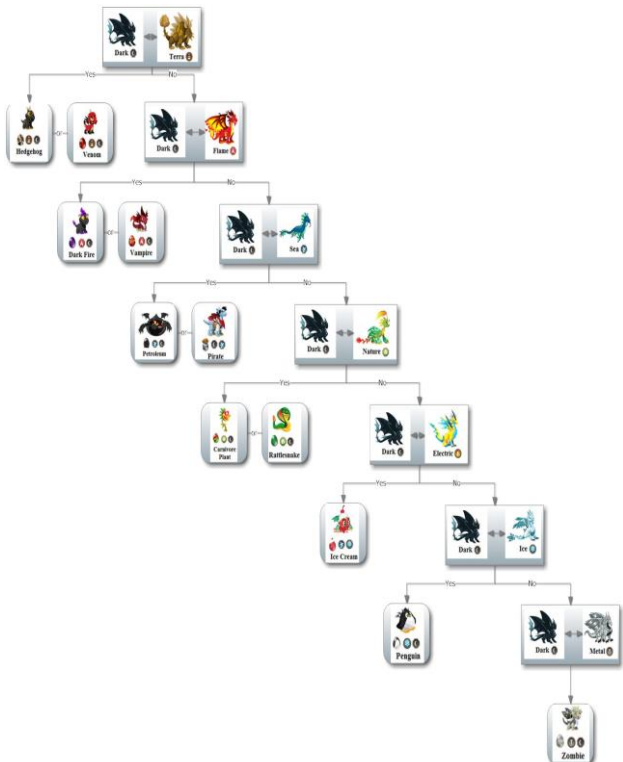 Dark
Terra
Yes
No
Hedgehog
or
Venom
Dark
Flame
Yes
No
Dark Fire
or
Vampire
Dark
Sea
Yes
No
Petroleum
or
Pirate
Dark
Nature
Yes
No
Carnivore
Plant
or
Rattlesnake
Dark
Electric
Yes
No
Ice Cream
Dark
Ice
Yes
No
Penguin
Dark
Metal
Zombie